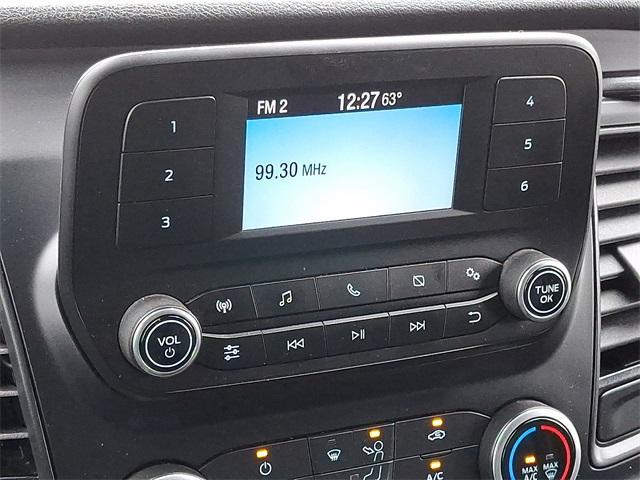 FM 2 12:27 63°
99.30 MHz
1
2
3
4
5
6
VOL
TUNE
OK
MAX
A/C
MAX
A/C